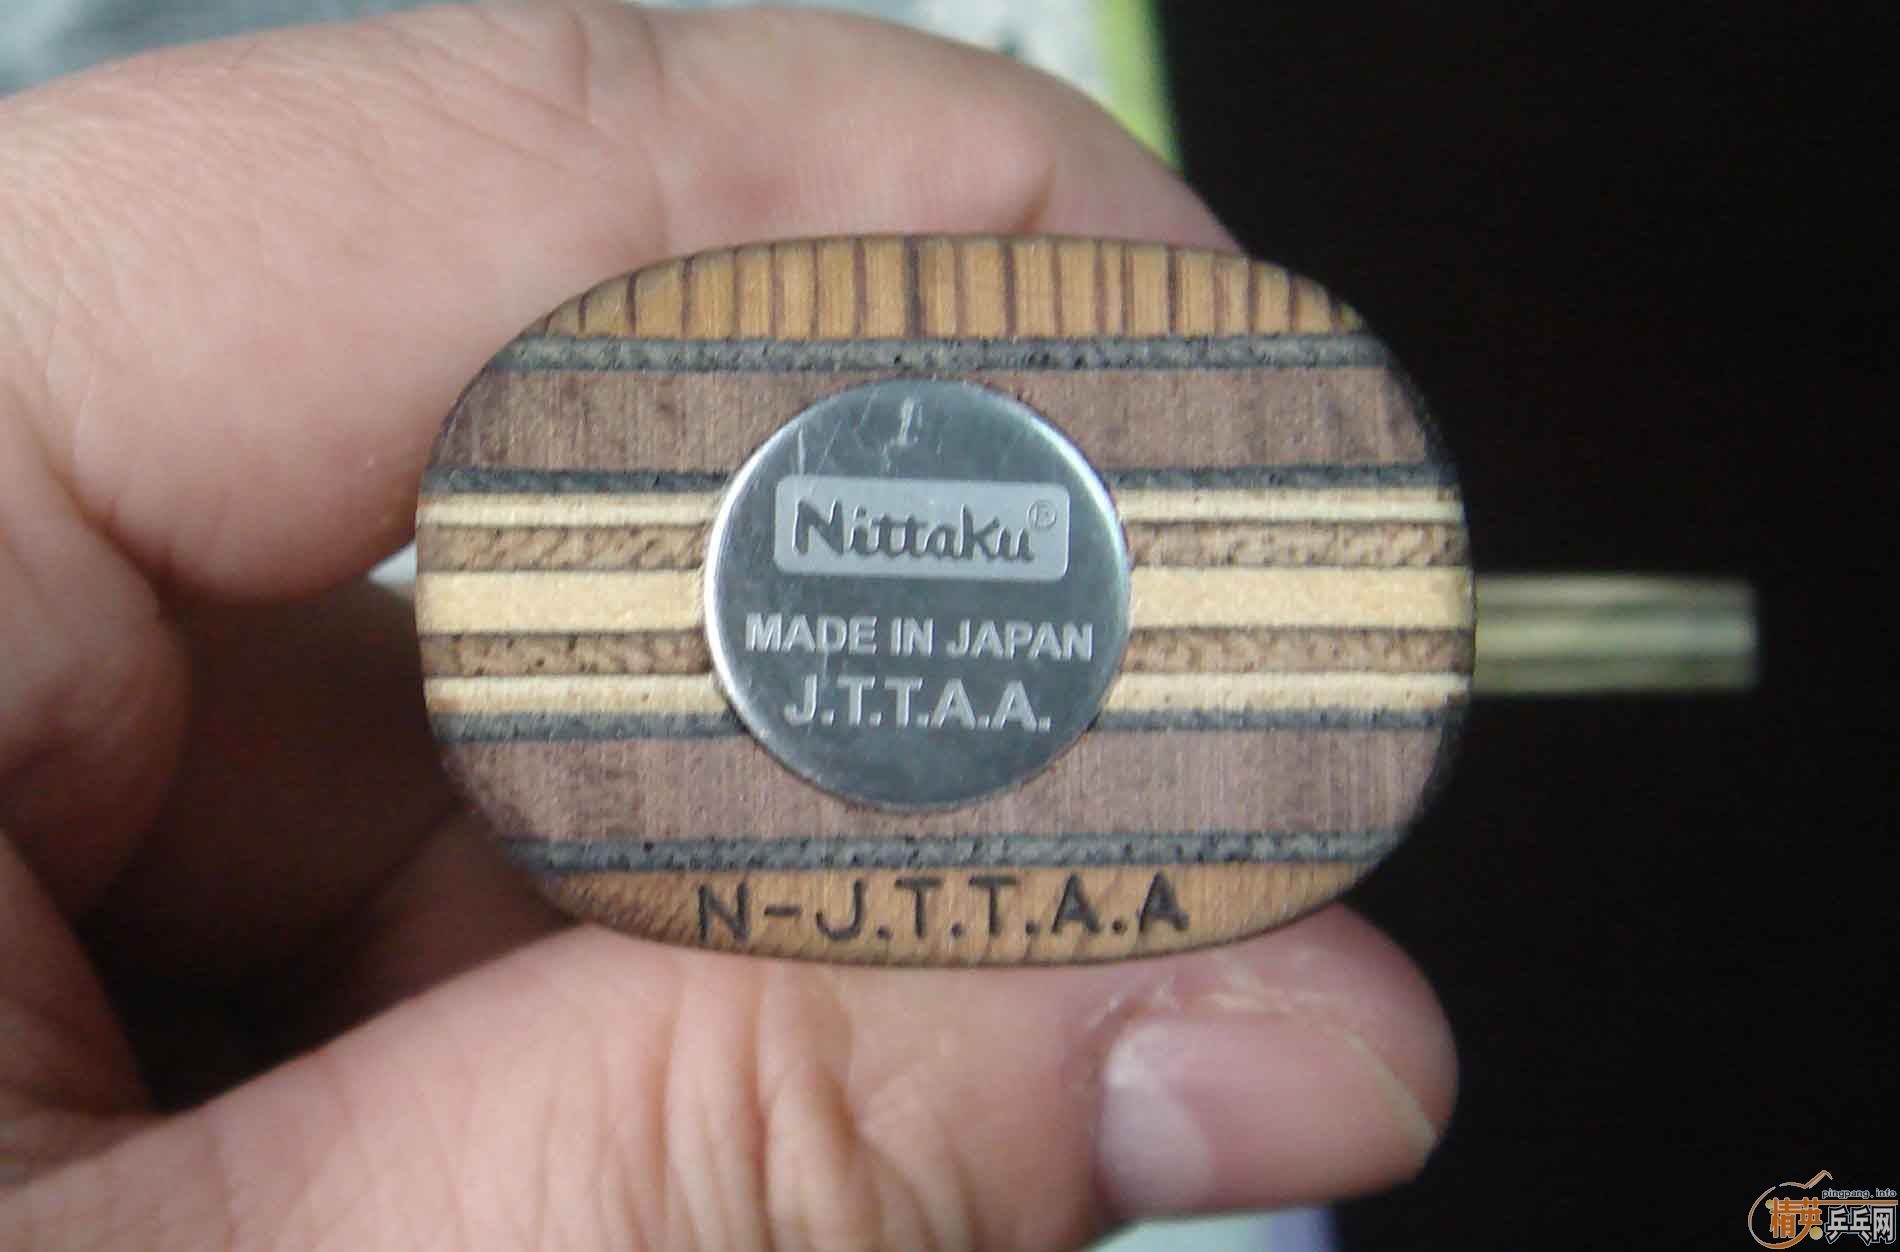 Nittaku®
MADE IN JAPAN
J.T.T.A.A.
N-J.T.T.A.A
pingpang.info
精英乒乓网